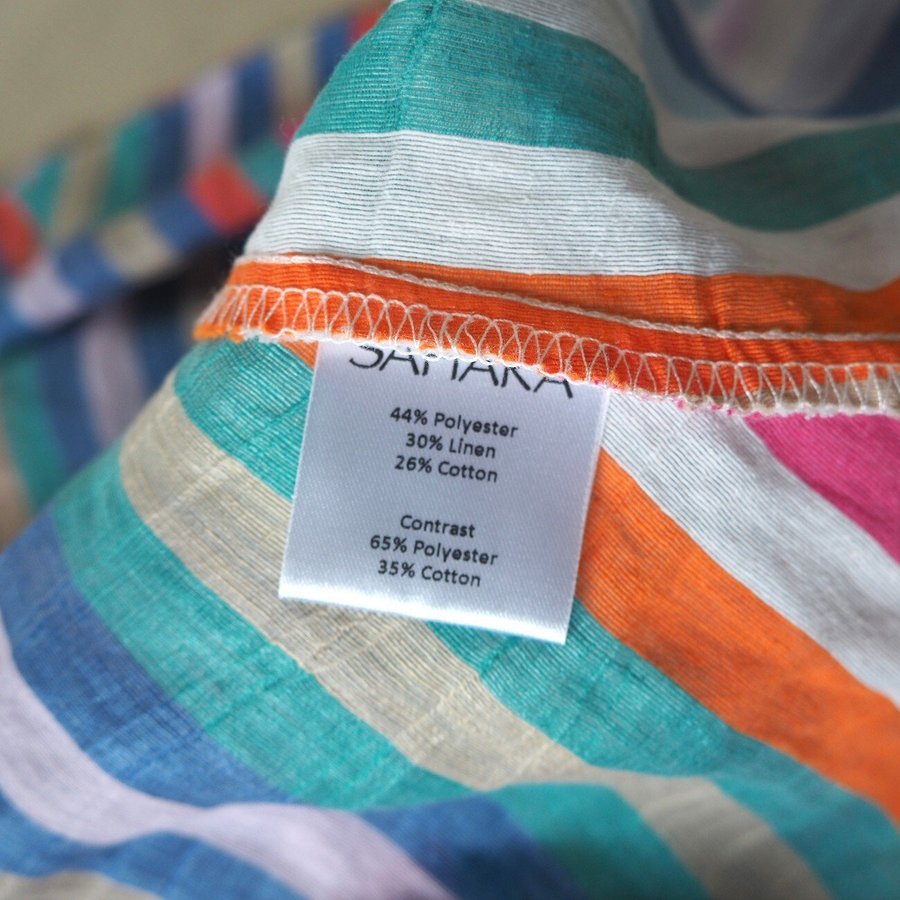 SAHARA
44% Polyester
30% Linen
26% Cotton
Contrast
65% Polyester
35% Cotton